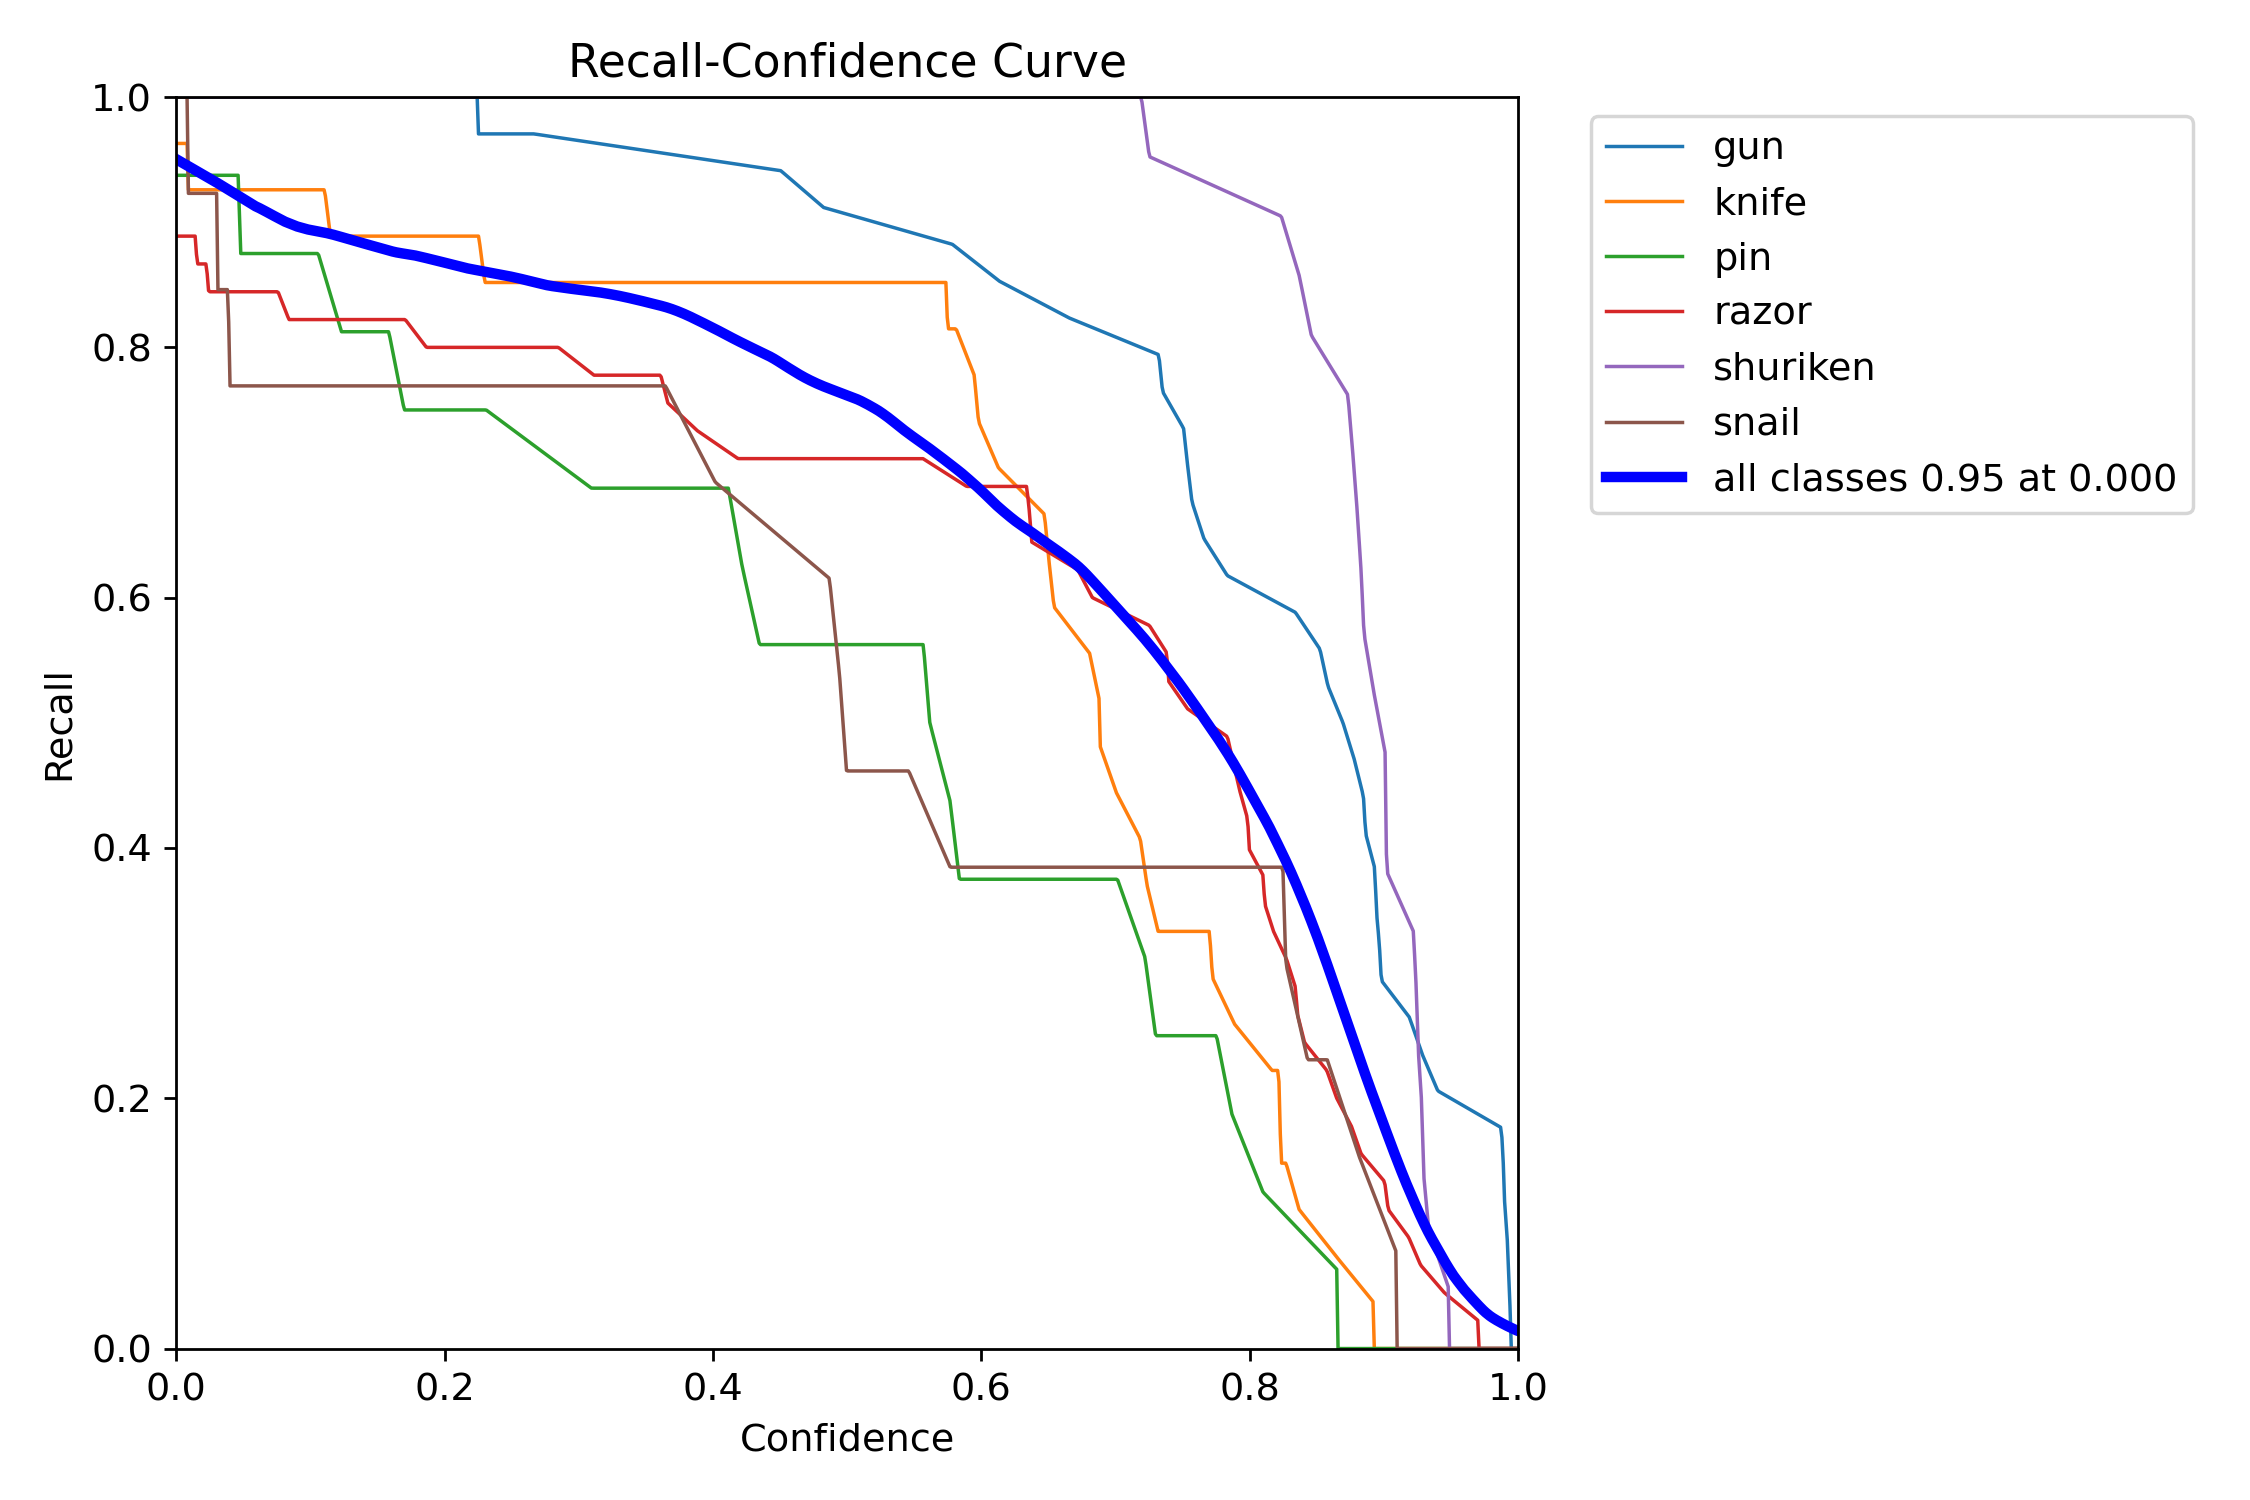 Recall-Confidence Curve
1.0
0.8
0.6
0.4
0.2
0.0
Recall
0.0 0.2 0.4 0.6 0.8 1.0
Confidence
gun
knife
pin
razor
shuriken
snail
all classes 0.95 at 0.000